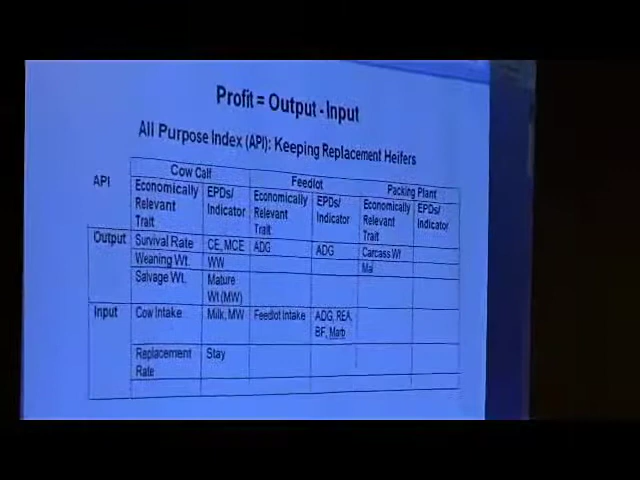 Profit = Output - Input
All Purpose Index (API): Keeping Replacement Heifers
API
Cow Calf
Feedlot
Packing Plant
Economically Relevant Trait
EPDs/ Indicator
Economically Relevant Trait
EPDs/ Indicator
Economically Relevant Trait
EPDs/ Indicator
Output
Survival Rate
CE, MCE
ADG
ADG
Carcass Wt
Weaning Wt.
WW
Mal
Salvage Wt.
Mature Wt (MW)
Input
Cow Intake
Milk, MW
Feedlot Intake
ADG, REA, BF, Marb
Replacement Rate
Stay